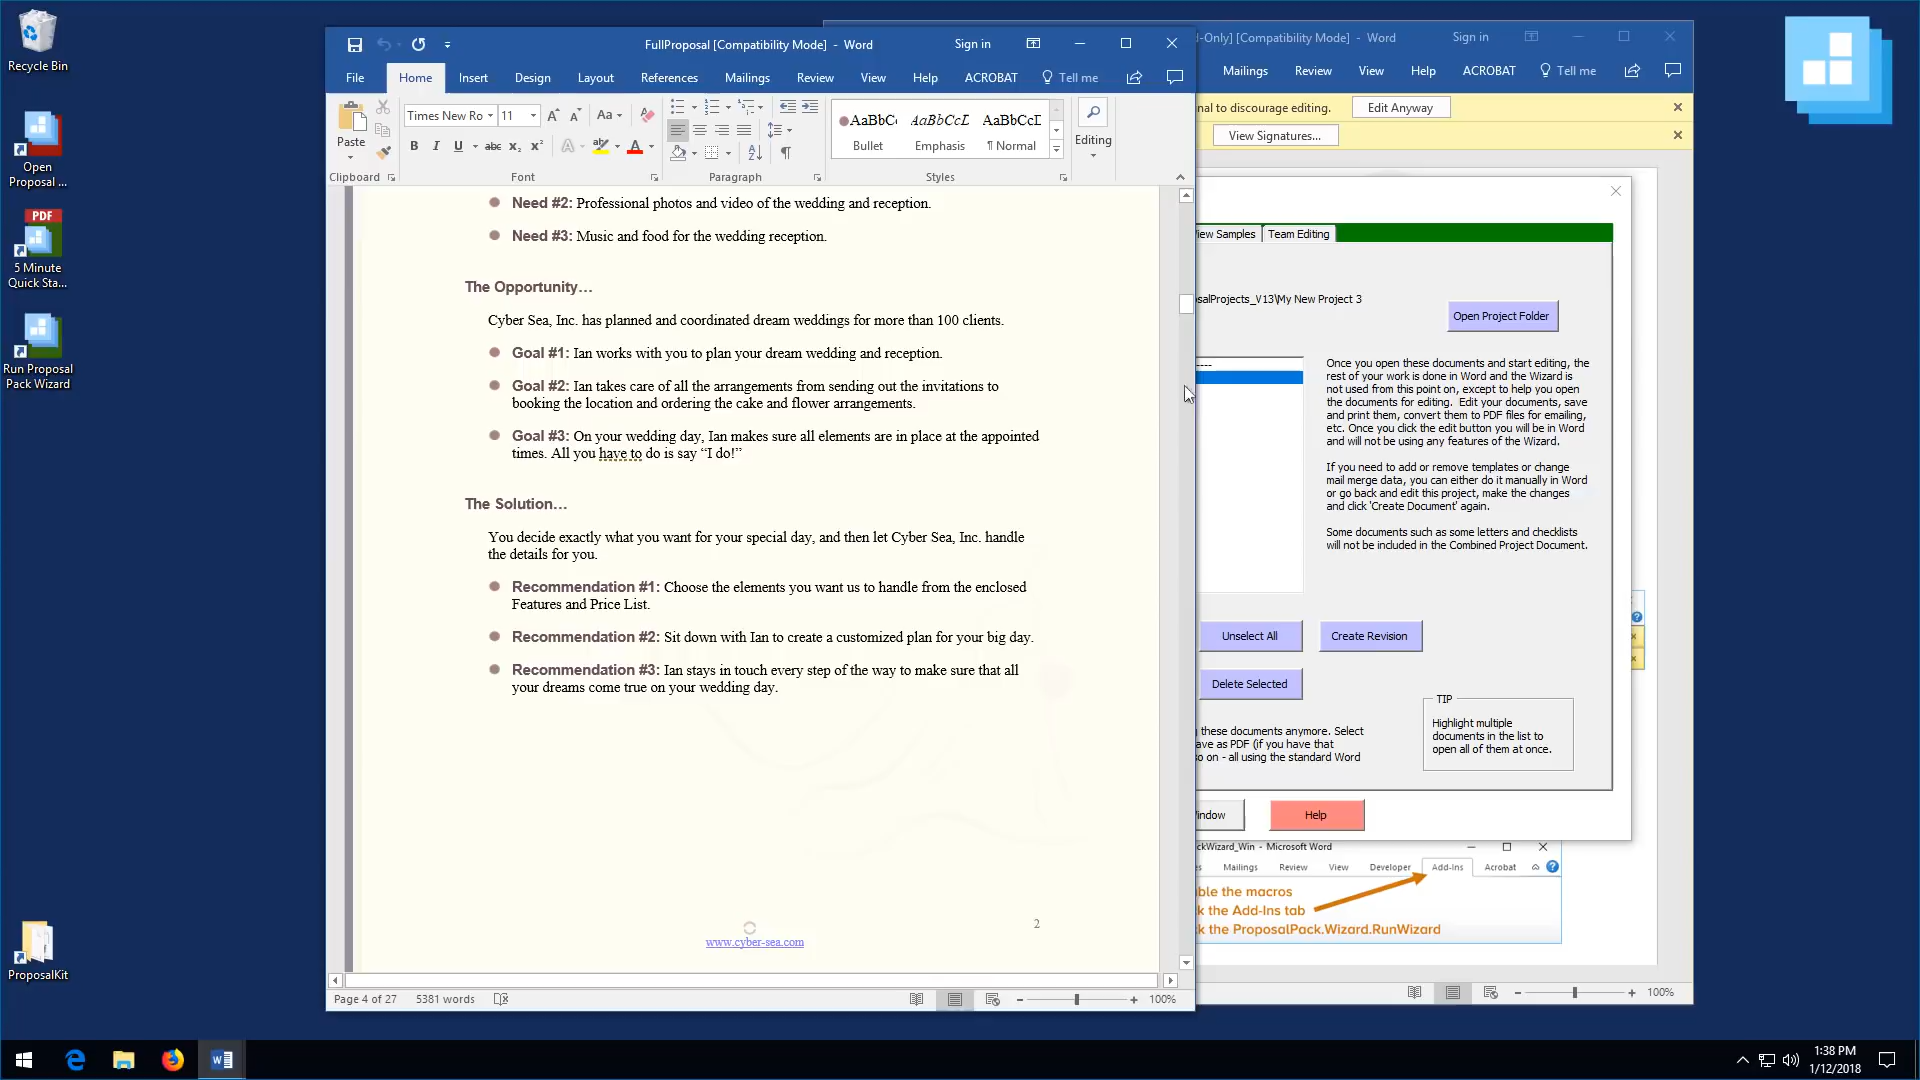 Recycle Bin
Open
Proposal ...
PDF
5 Minute
Quick Sta...
Run Proposal
Pack Wizard
ProposalKit
FullProposal [Compatibility Mode] - Word
Sign in
File Home Insert Design Layout References Mailings Review View Help ACROBAT Tell me
Paste
Times New Ro 11
Aa
B I U abc X₂ X²
Clipboard Font Paragraph Styles
AaBbC AaBbCcL AaBbCcD
Bullet Emphasis ¶ Normal
Editing
Need #2: Professional photos and video of the wedding and reception.
Need #3: Music and food for the wedding reception.
The Opportunity…
Cyber Sea, Inc. has planned and coordinated dream weddings for more than 100 clients.
Goal #1: Ian works with you to plan your dream wedding and reception.
Goal #2: Ian takes care of all the arrangements from sending out the invitations to
booking the location and ordering the cake and flower arrangements.
Goal #3: On your wedding day, Ian makes sure all elements are in place at the appointed
times. All you have to do is say “I do!”
The Solution…
You decide exactly what you want for your special day, and then let Cyber Sea, Inc. handle
the details for you.
Recommendation #1: Choose the elements you want us to handle from the enclosed
Features and Price List.
Recommendation #2: Sit down with Ian to create a customized plan for your big day.
Recommendation #3: Ian stays in touch every step of the way to make sure that all
your dreams come true on your wedding day.
2
www.cyber-sea.com
Page 4 of 27 5381 words
100%
d-Only] [Compatibility Mode] - Word
Sign in
Mailings Review View Help ACROBAT Tell me
nal to discourage editing. Edit Anyway
View Signatures...
View Samples Team Editing
salProjects_V13\My New Project 3
Open Project Folder
Once you open these documents and start editing, the
rest of your work is done in Word and the Wizard is
not used from this point on, except to help you open
the documents for editing. Edit your documents, save
and print them, convert them to PDF files for emailing,
etc. Once you click the edit button you will be in Word
and will not be using any features of the Wizard.
If you need to add or remove templates or change
mail merge data, you can either do it manually in Word
or go back and edit this project, make the changes
and click 'Create Document' again.
Some documents such as some letters and checklists
will not be included in the Combined Project Document.
Unselect All Create Revision
Delete Selected
TIP
Highlight multiple
documents in the list to
open all of them at once.
these documents anymore. Select
ave as PDF (if you have that
so on - all using the standard Word
indow Help
ckWizard_Win - Microsoft Word
es Mailings Review View Developer Add-Ins Acrobat
ble the macros
k the Add-Ins tab
k the ProposalPack.Wizard.RunWizard
100%
1:38 PM
1/12/2018